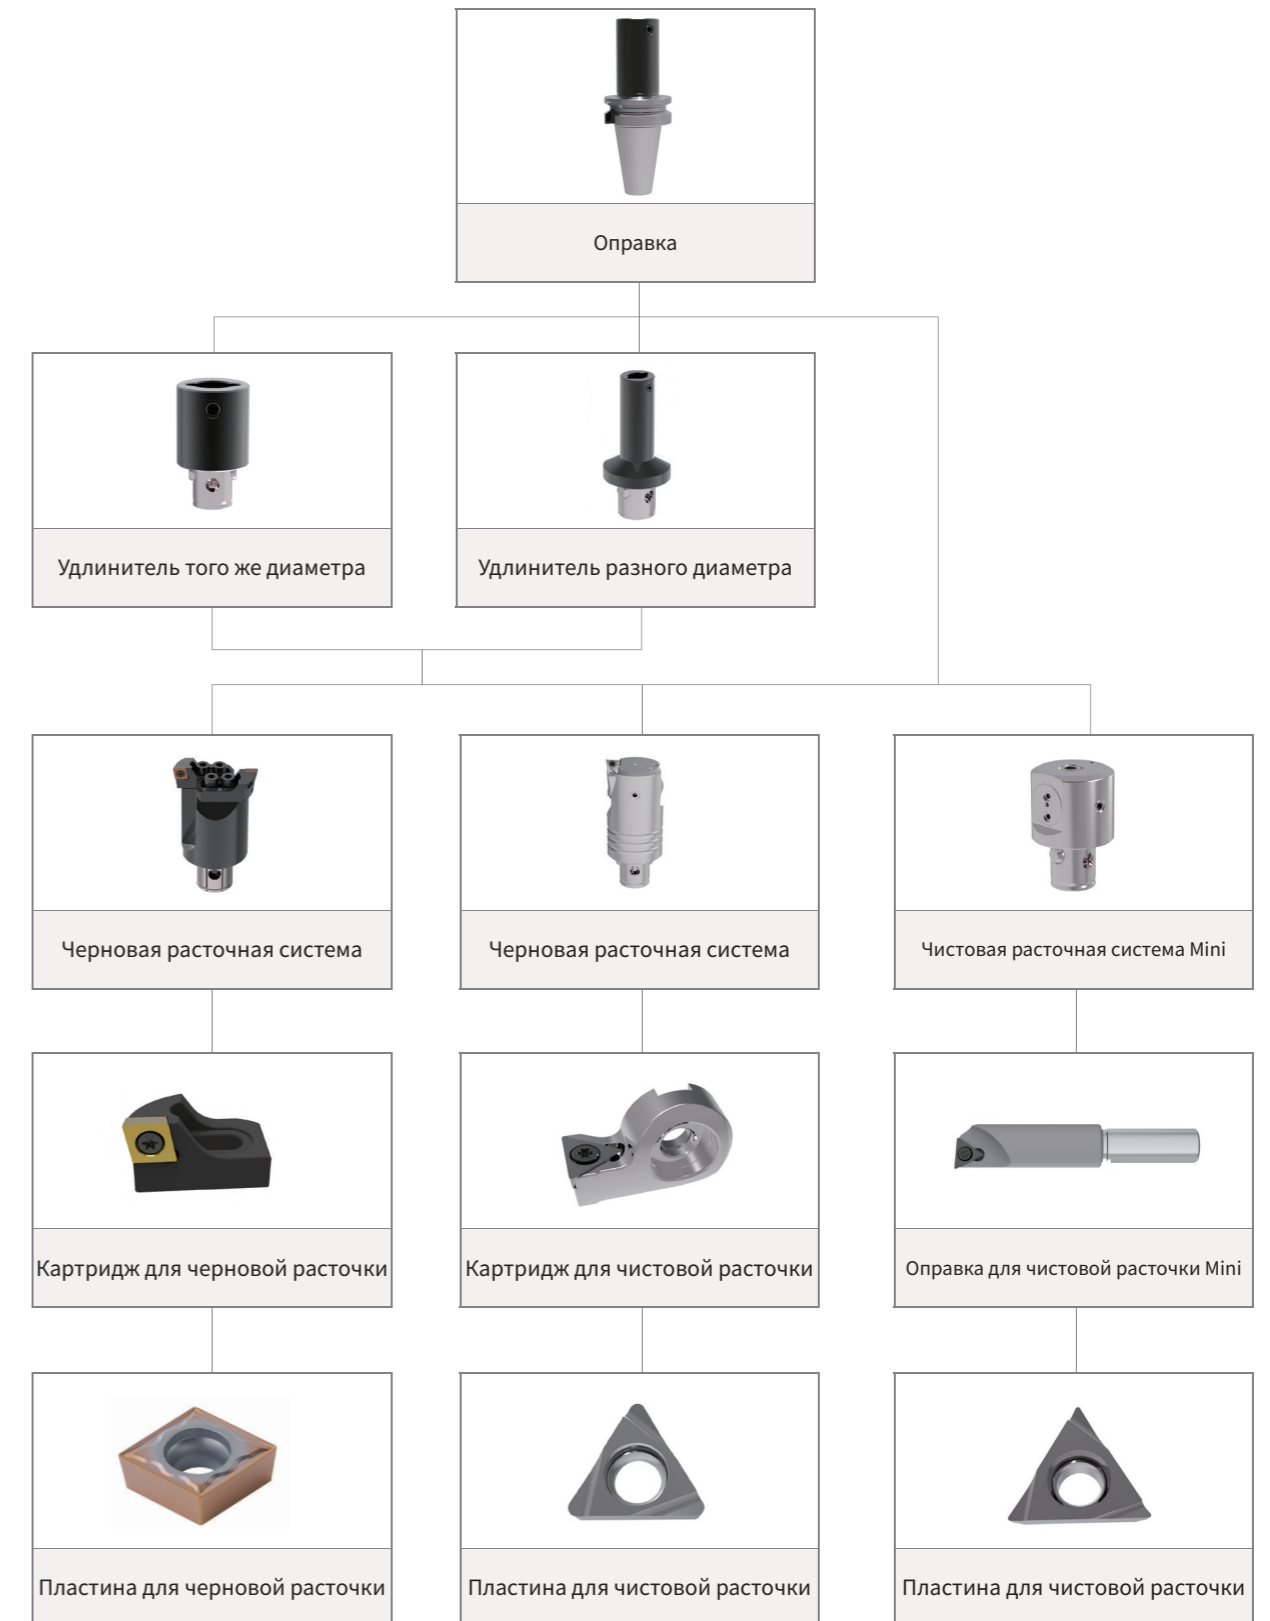 Оправка
Удлинитель того же диаметра
Удлинитель разного диаметра
Черновая расточная система
Черновая расточная система
Чистовая расточная система Mini
Картридж для черновой расточки
Картридж для чистовой расточки
Оправка для чистовой расточки Mini
Пластина для черновой расточки
Пластина для чистовой расточки
Пластина для чистовой расточки